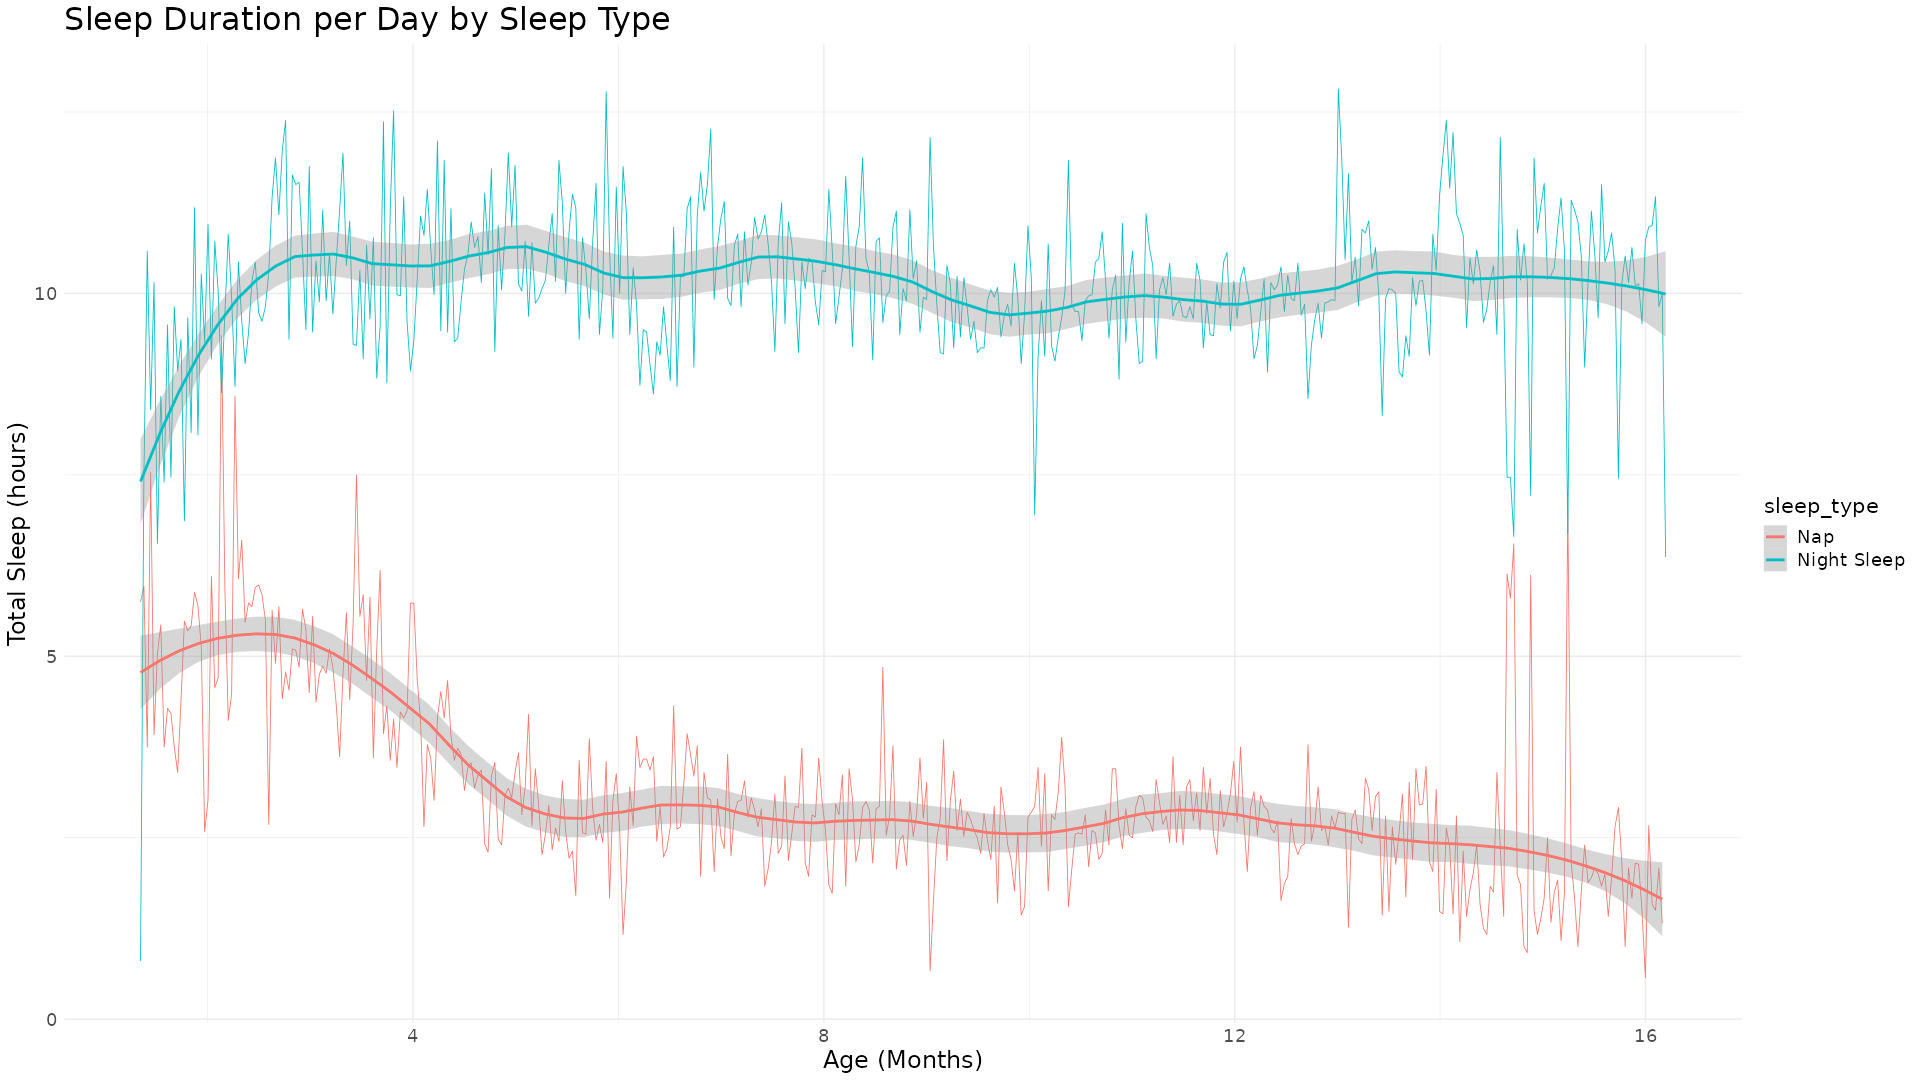 Sleep Duration per Day by Sleep Type
Total Sleep (hours)
10
5
0
4
8
12
16
Age (Months)
sleep_type
Nap
Night Sleep